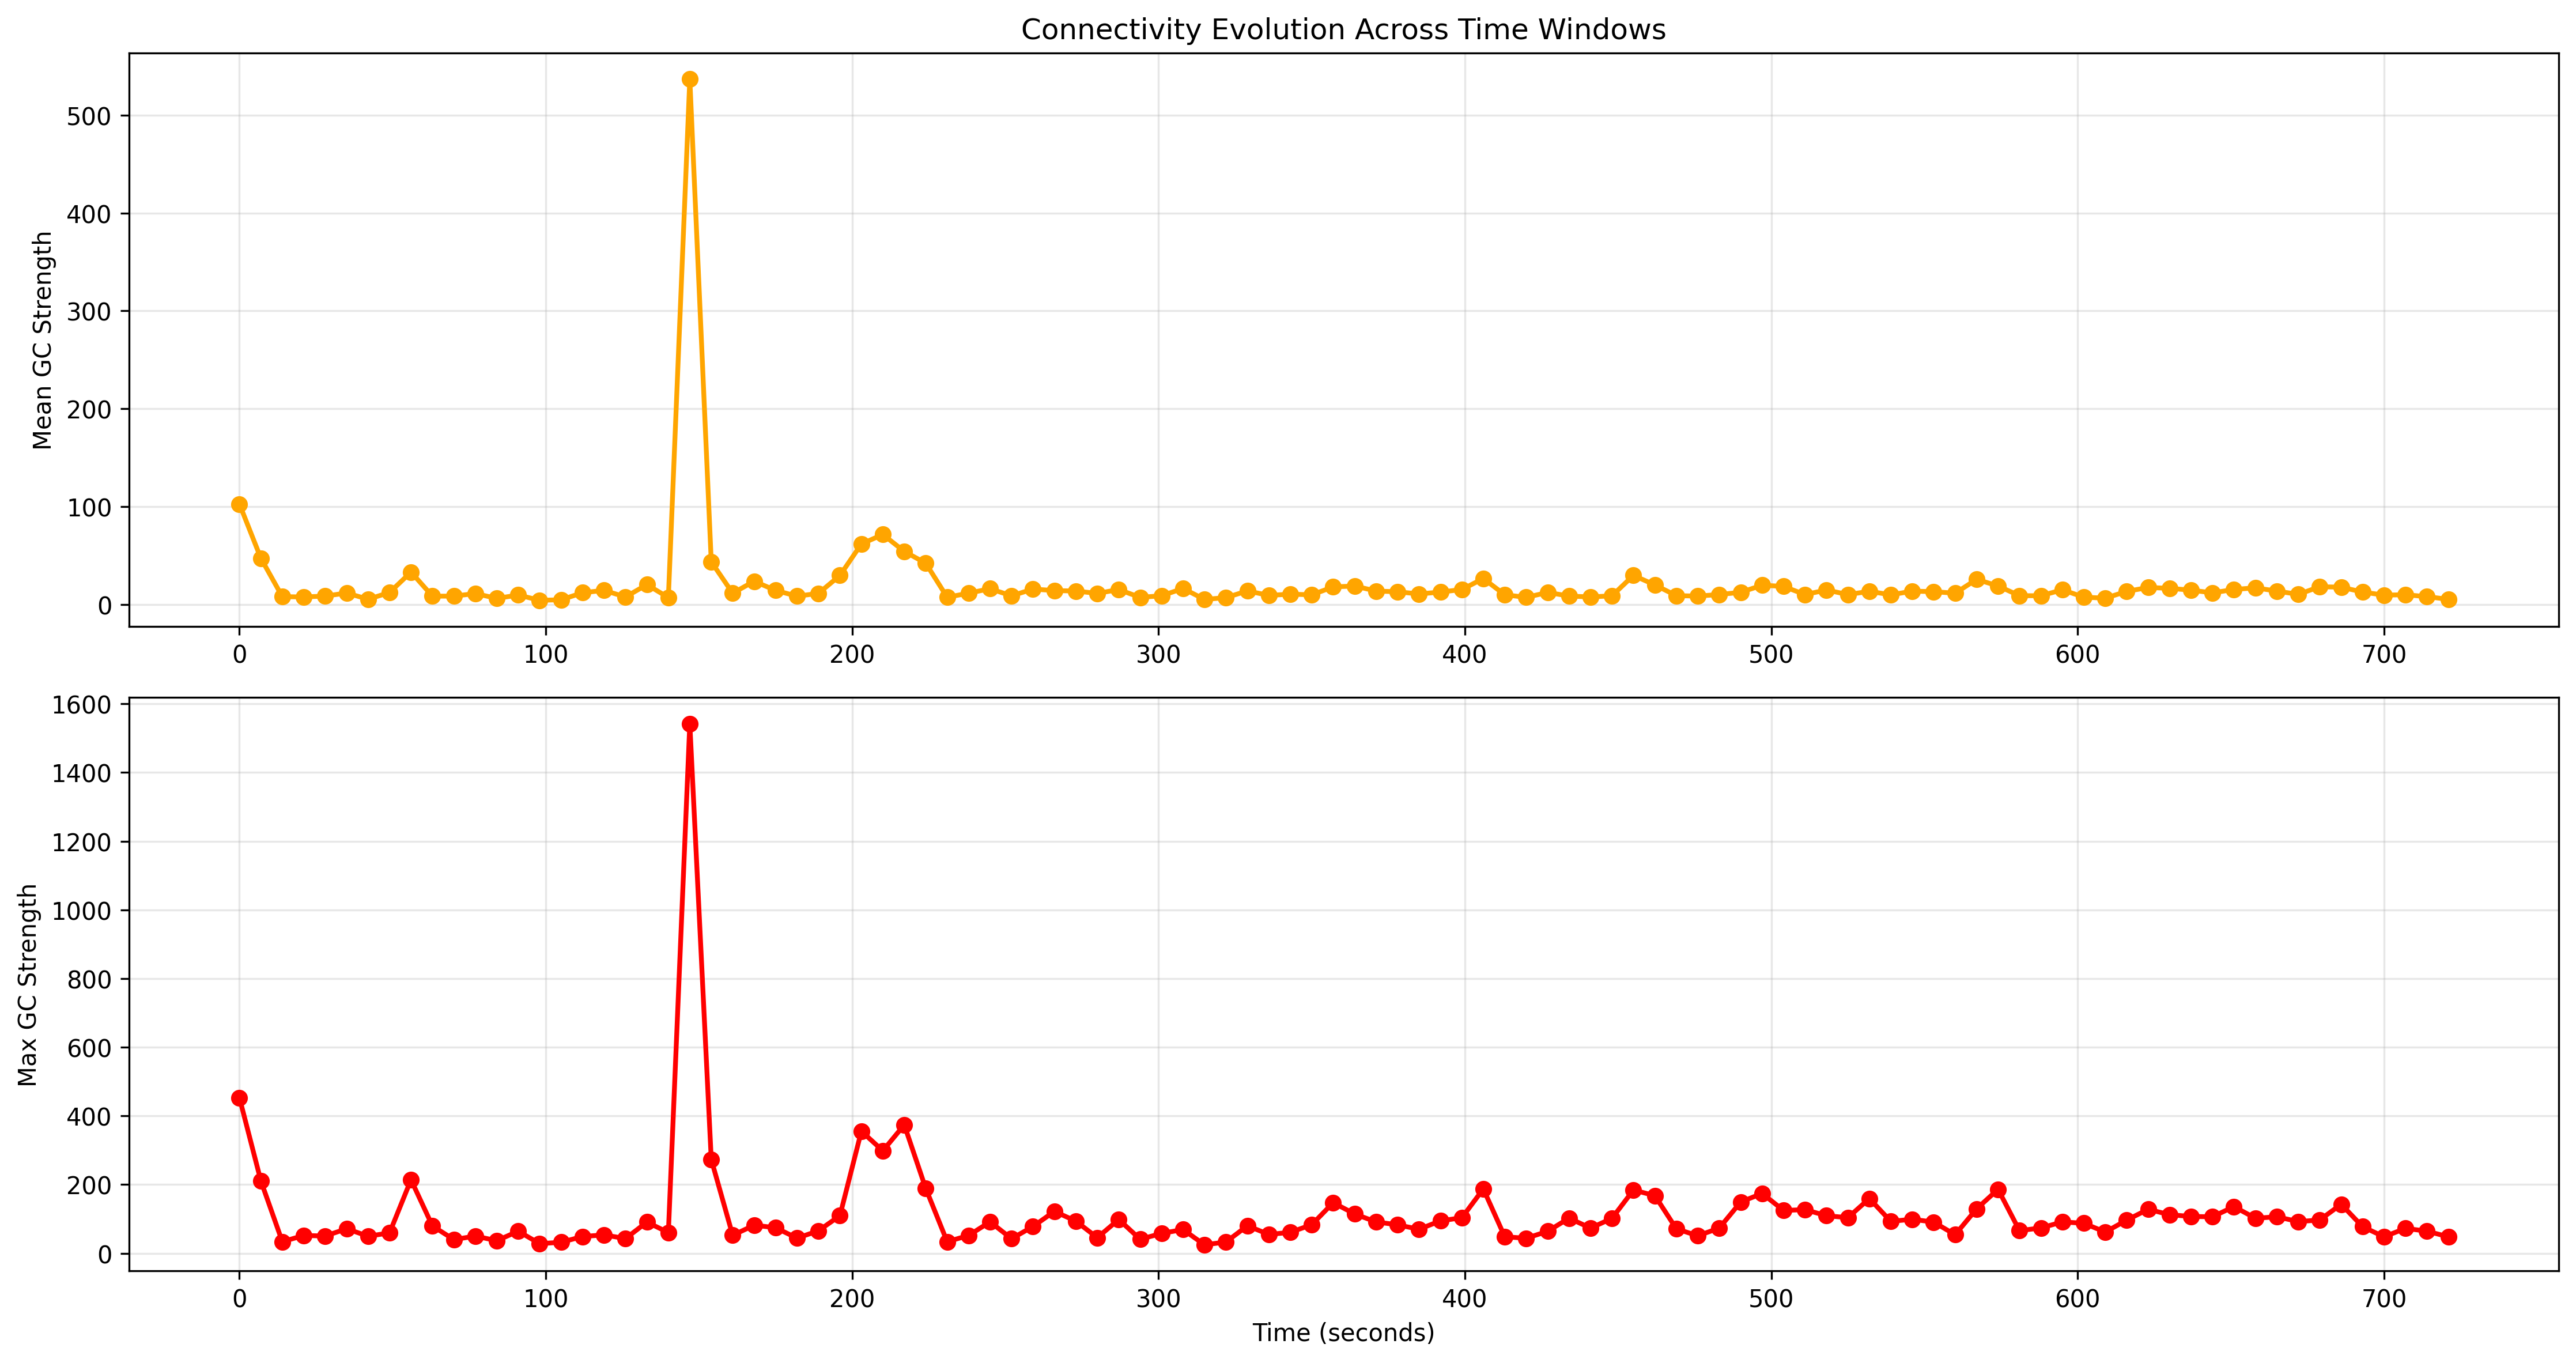 Connectivity Evolution Across Time Windows
Mean GC Strength
500
400
300
200
100
0
0 100 200 300 400 500 600 700
Max GC Strength
1600
1400
1200
1000
800
600
400
200
0
0 100 200 300 400 500 600 700
Time (seconds)